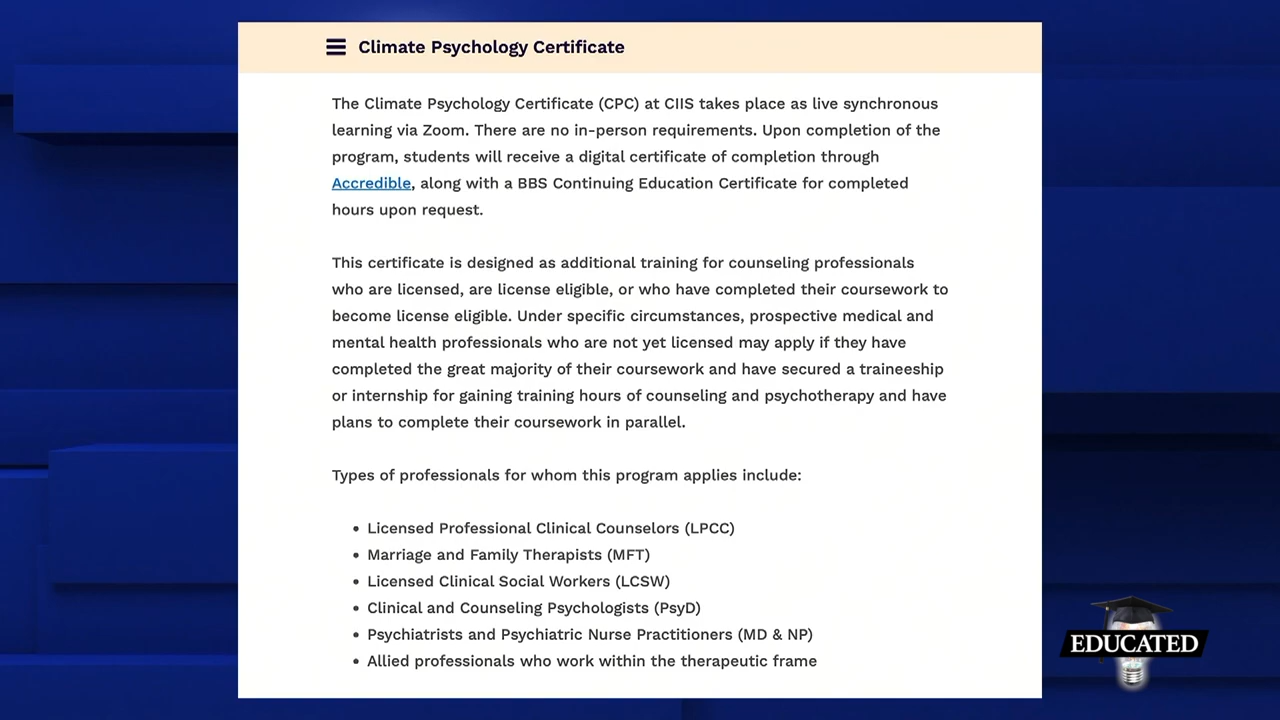 Climate Psychology Certificate
The Climate Psychology Certificate (CPC) at CIIS takes place as live synchronous
learning via Zoom. There are no in-person requirements. Upon completion of the
program, students will receive a digital certificate of completion through
Accredible, along with a BBS Continuing Education Certificate for completed
hours upon request.
This certificate is designed as additional training for counseling professionals
who are licensed, are license eligible, or who have completed their coursework to
become license eligible. Under specific circumstances, prospective medical and
mental health professionals who are not yet licensed may apply if they have
completed the great majority of their coursework and have secured a traineeship
or internship for gaining training hours of counseling and psychotherapy and have
plans to complete their coursework in parallel.
Types of professionals for whom this program applies include:
• Licensed Professional Clinical Counselors (LPCC)
• Marriage and Family Therapists (MFT)
• Licensed Clinical Social Workers (LCSW)
• Clinical and Counseling Psychologists (PsyD)
• Psychiatrists and Psychiatric Nurse Practitioners (MD & NP)
• Allied professionals who work within the therapeutic frame
EDUCATED